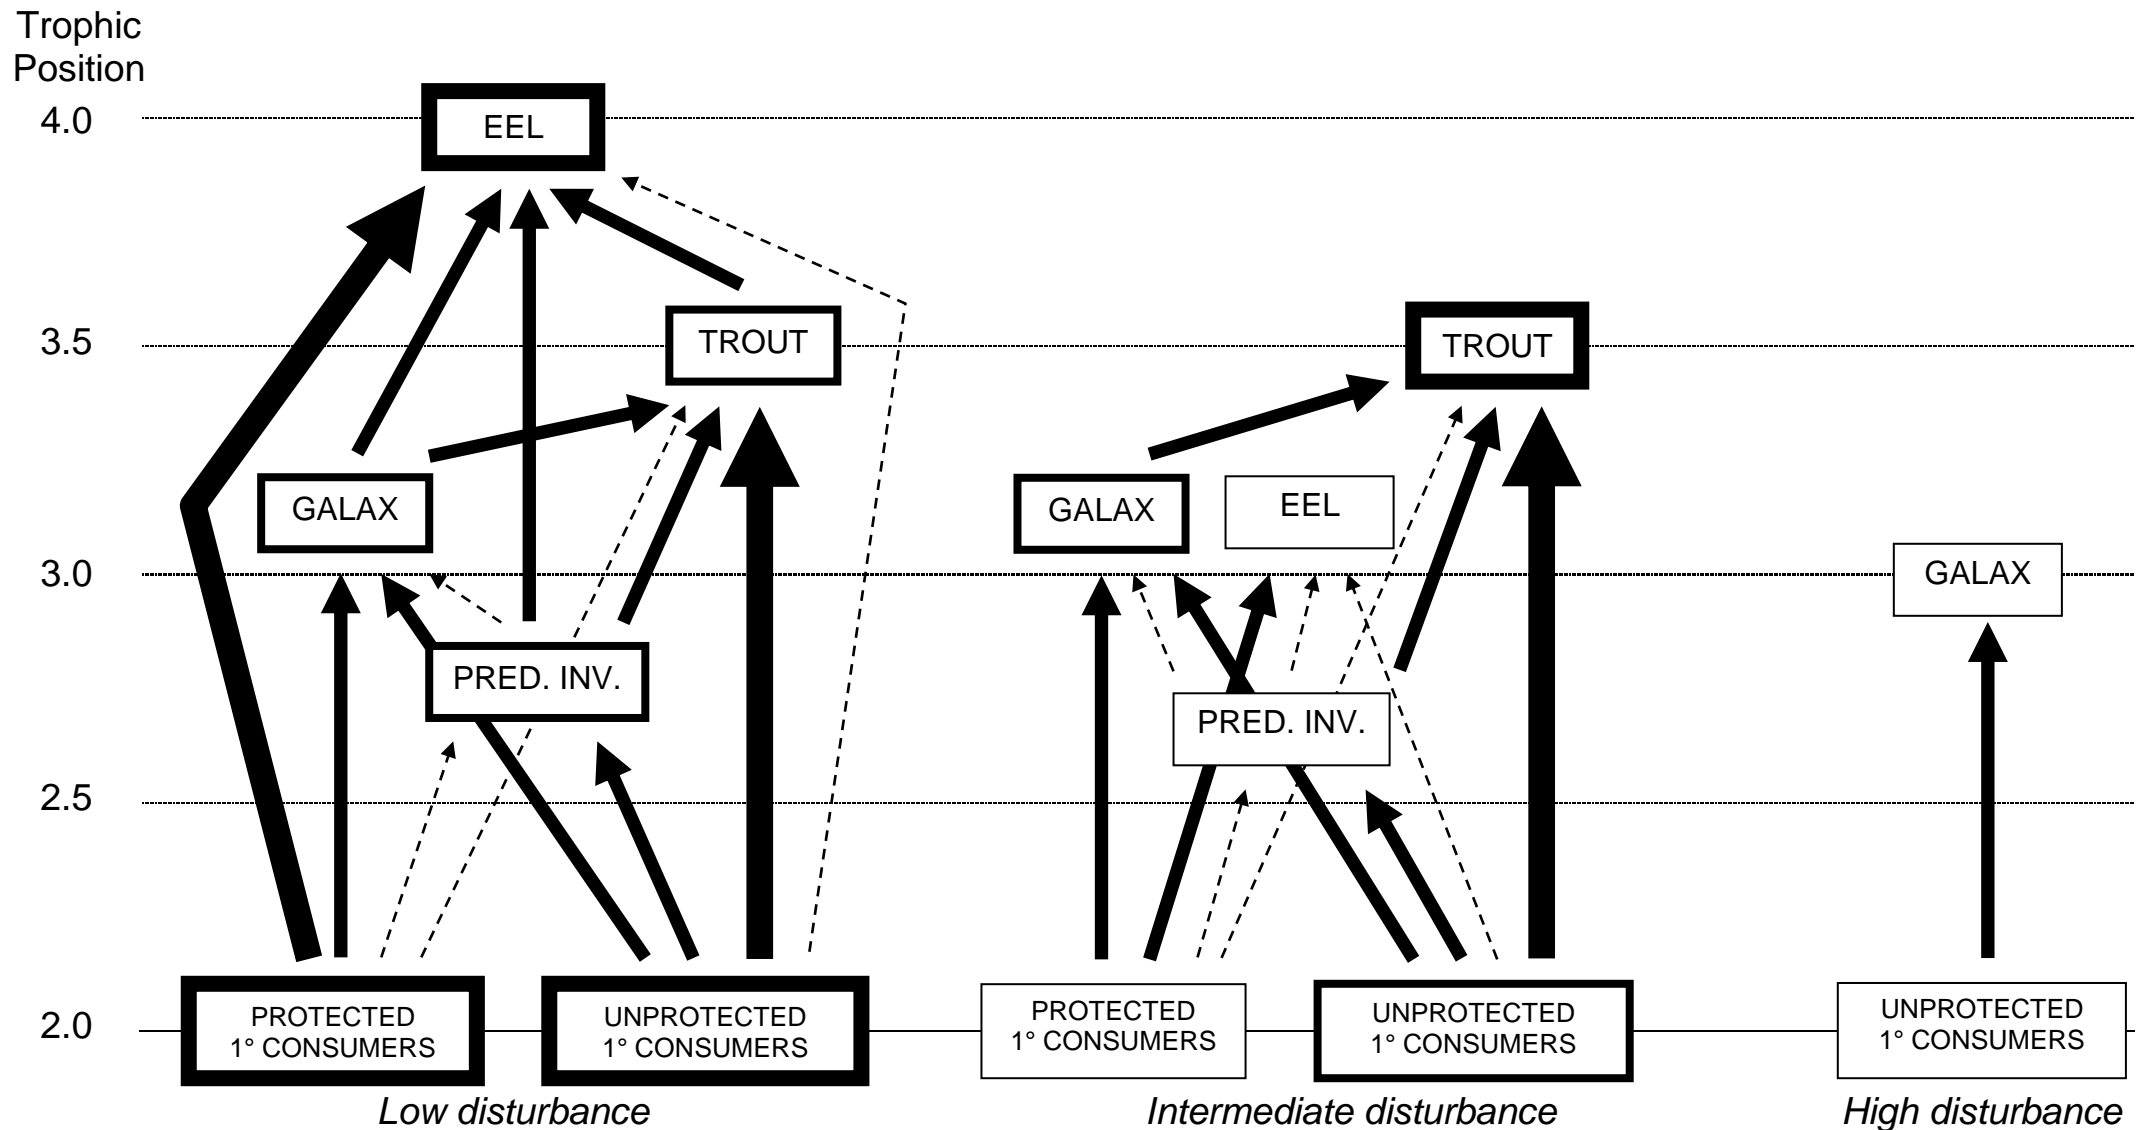 Trophic
Position
4.0
EEL
3.5
TROUT
TROUT
GALAX
GALAX
EEL
3.0
GALAX
PRED. INV.
PRED. INV.
2.5
2.0
PROTECTED
1° CONSUMERS
UNPROTECTED
1° CONSUMERS
PROTECTED
1° CONSUMERS
UNPROTECTED
1° CONSUMERS
UNPROTECTED
1° CONSUMERS
Low disturbance
Intermediate disturbance
High disturbance